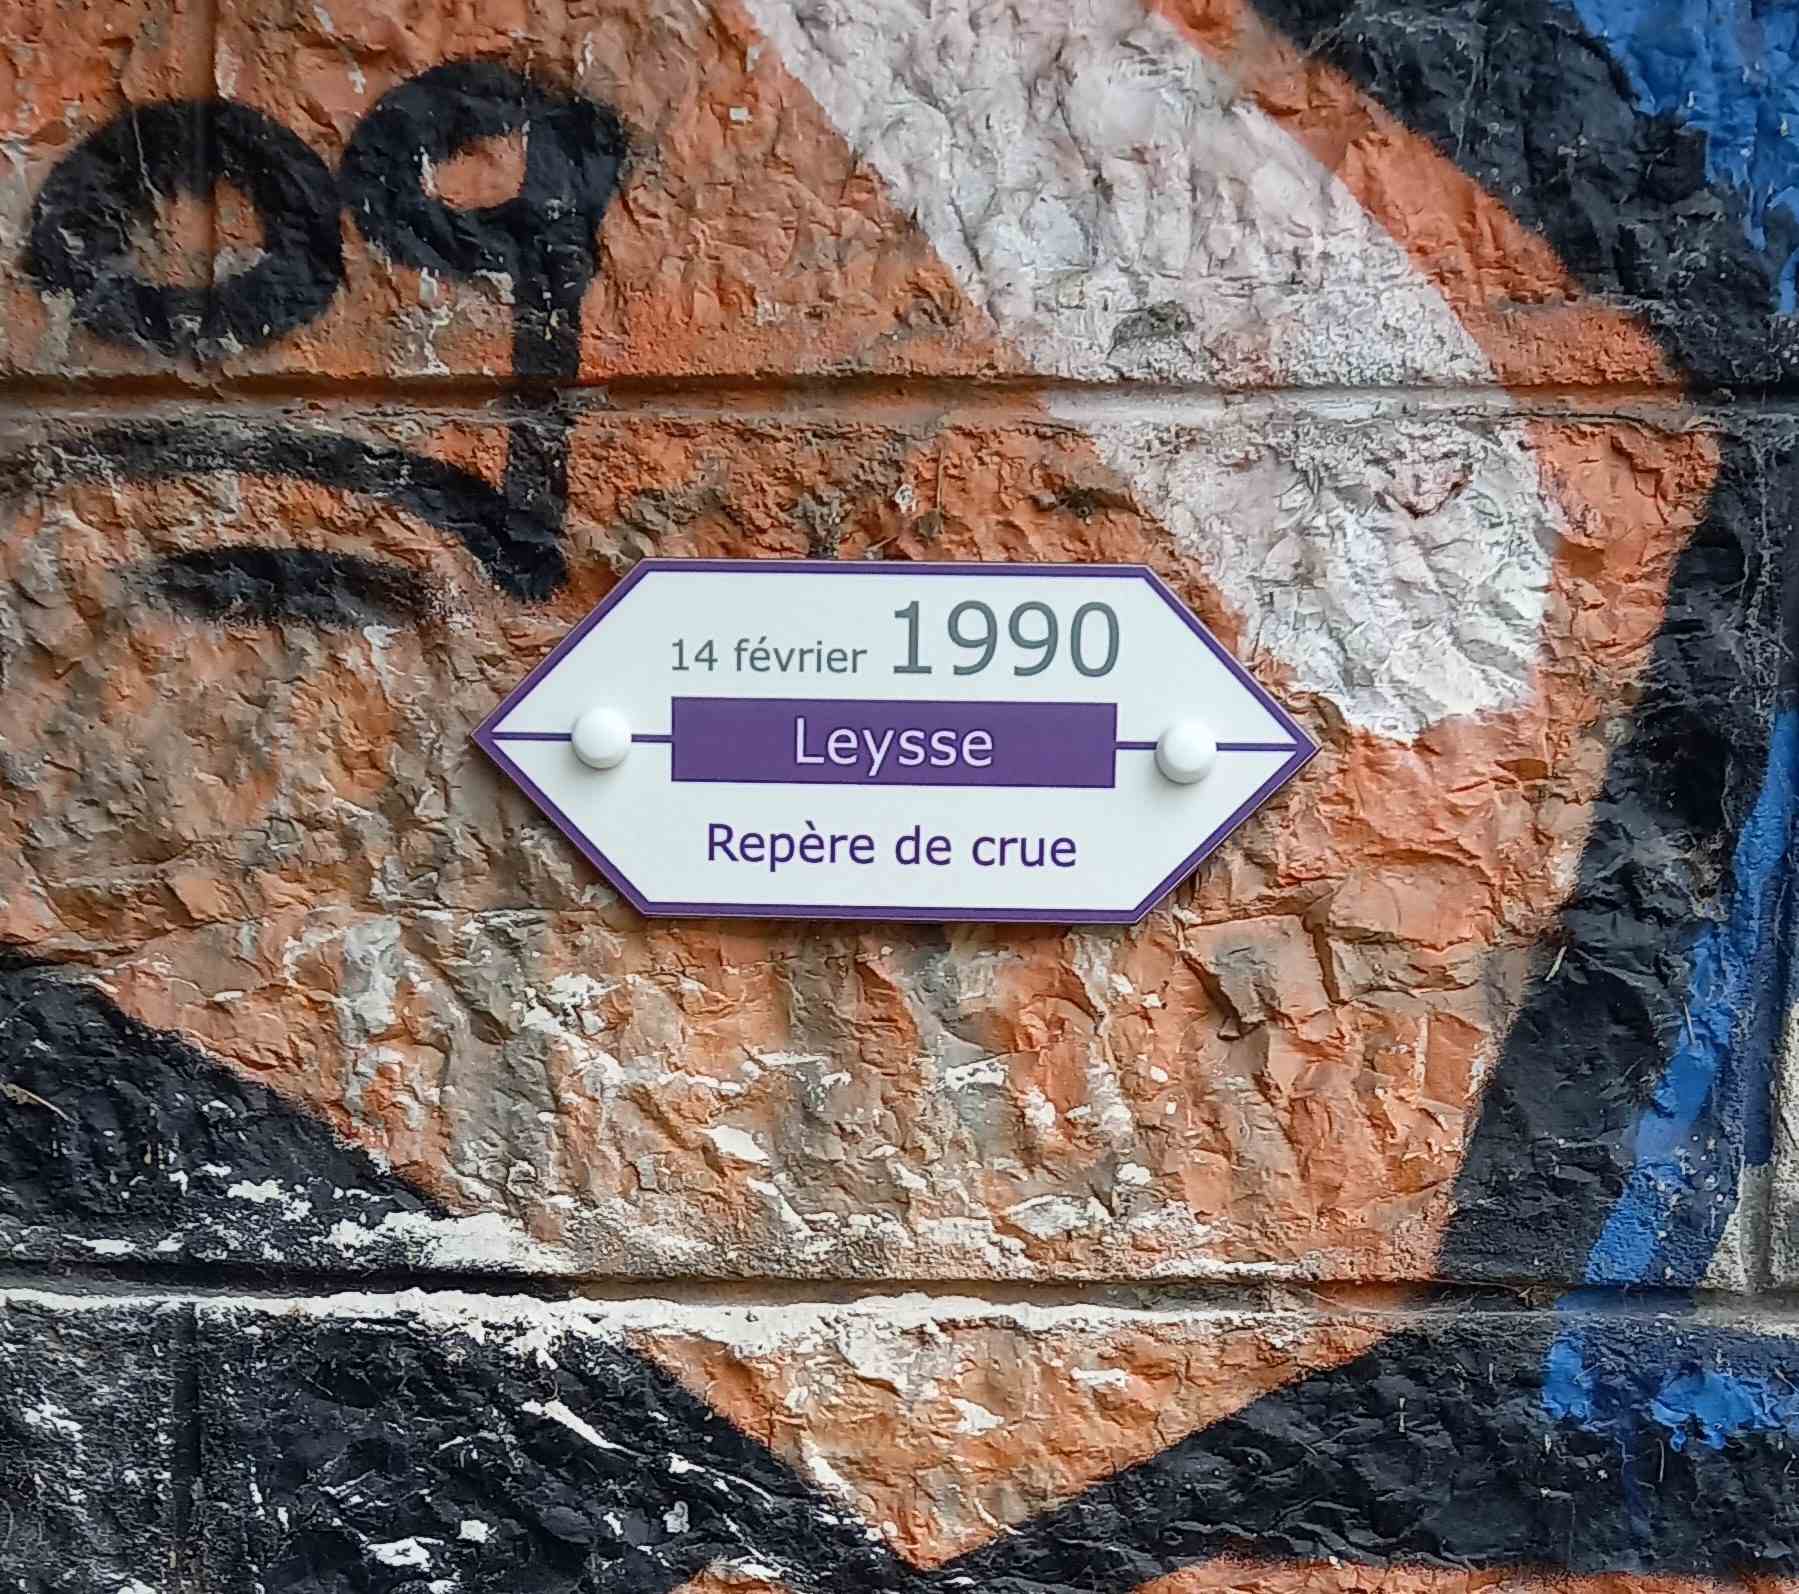 14 février 1990
Leysse
Repère de crue